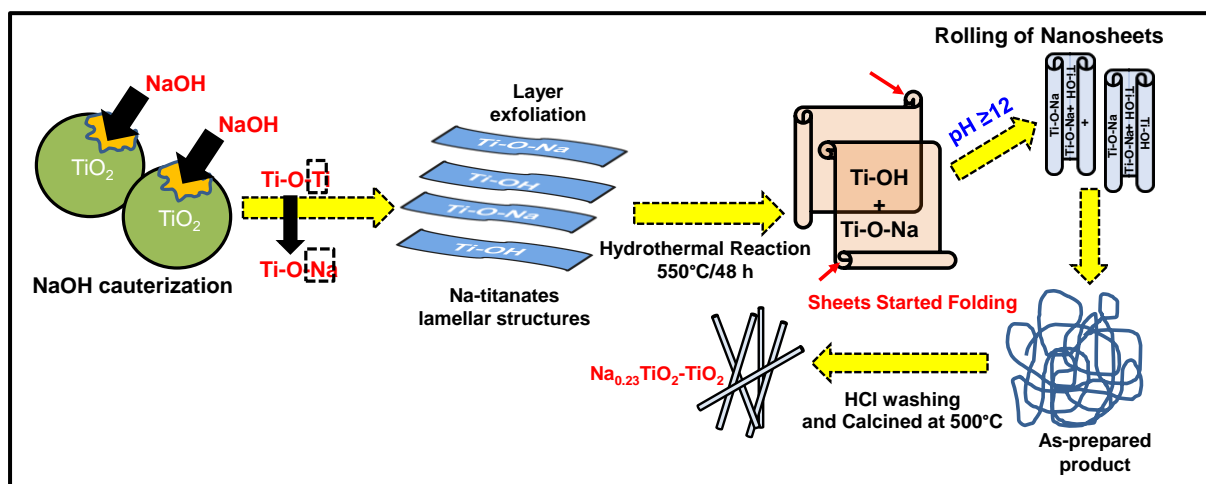 NaOH
NaOH
TiO₂
TiO₂
NaOH cauterization
Ti-O-Ti
Ti-O-Na
Layer
exfoliation
Ti-O-Na
Ti-OH
Ti-O-Na
Ti-OH
Na-titanates
lamellar structures
Hydrothermal Reaction
550°C/48 h
Ti-OH
+
Ti-O-Na
Sheets Started Folding
pH ≥12
Rolling of Nanosheets
Ti-O-Na
Ti-O-Na+ Ti-OH
+
Ti-O-Na
Ti-O-Na+ Ti-OH
Ti-OH
As-prepared
product
HCl washing
and Calcined at 500°C
Na₀.₂₃TiO₂-TiO₂